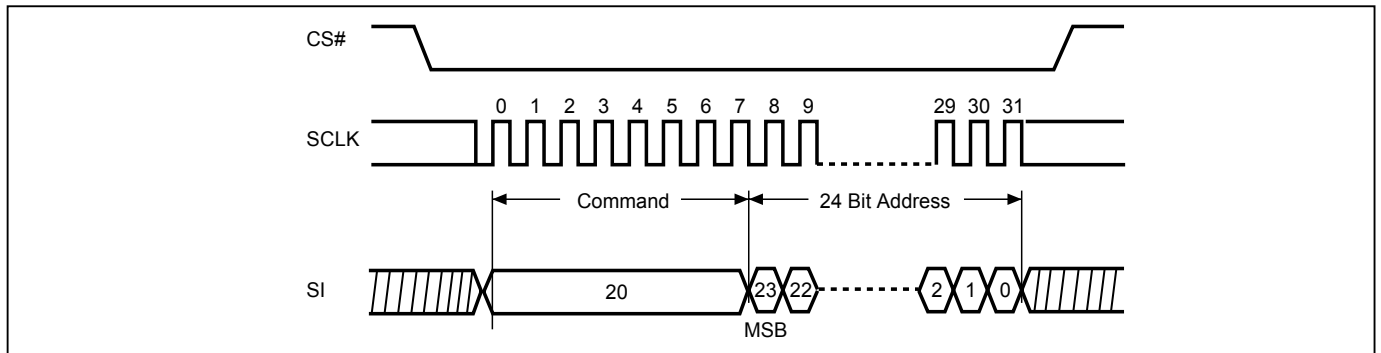 CS#
0 1 2 3 4 5 6 7 8 9 29 30 31
SCLK
Command 24 Bit Address
SI 20 23 22 2 1 0
MSB